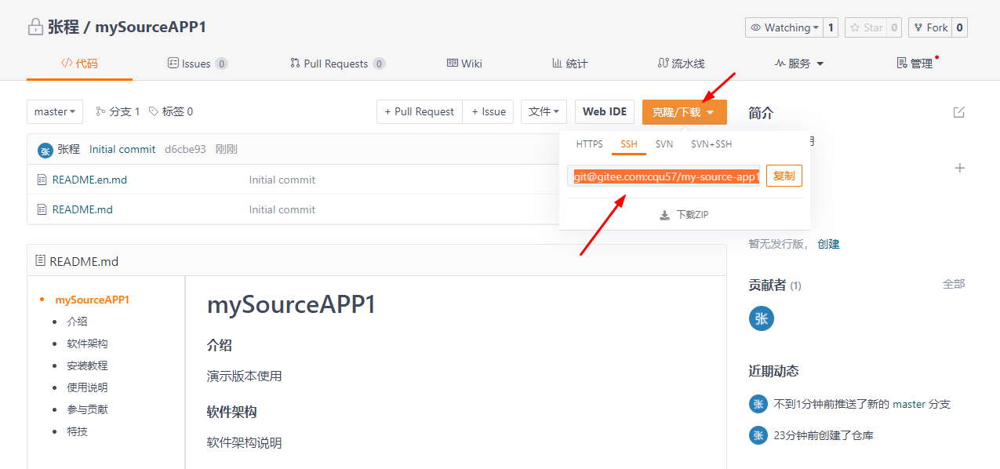 张程 / mySourceAPP1
Watching 1 Star 0 Fork 0
代码 Issues 0 Pull Requests 0 Wiki 统计 流水线 服务 管理
master 分支 1 标签 0 + Pull Request + Issue 文件 Web IDE 克隆/下载 简介
HTTPS SSH SVN SVN+SSH
张 张程 Initial commit d6cbe93 刚刚
git@gitee.com:cqu57/my-source-app1 复制
README.en.md Initial commit
README.md Initial commit
下载ZIP
暂无发行版， 创建
README.md
贡献者 (1) 全部
mySourceAPP1
介绍
软件架构
安装教程
使用说明
参与贡献
特技
mySourceAPP1
介绍
演示版本使用
软件架构
软件架构说明
张
近期动态
张 不到1分钟前推送了新的 master 分支
张 23分钟前创建了仓库